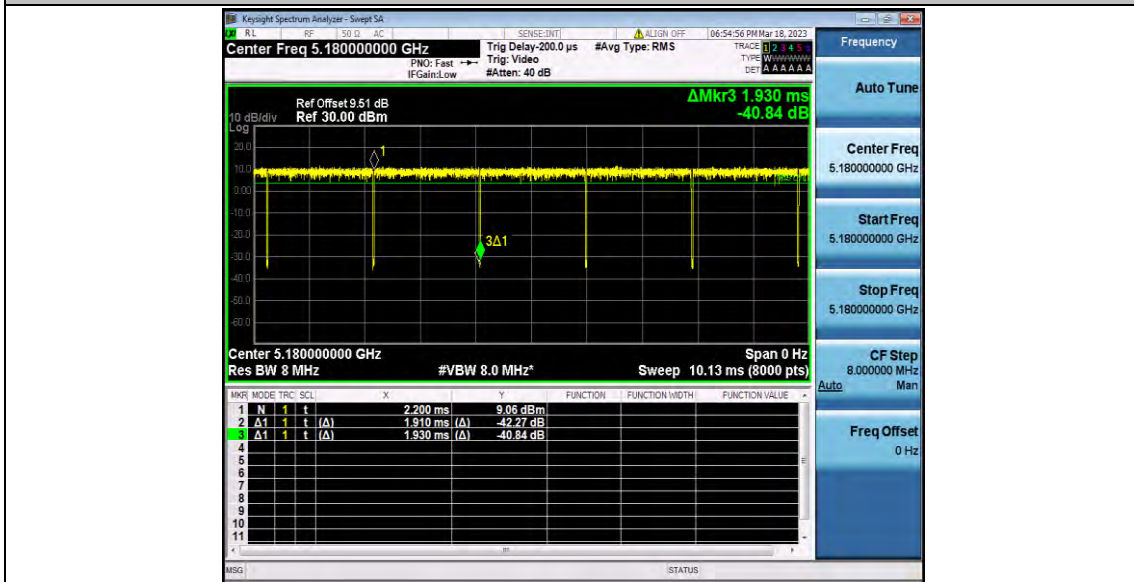 Keysight Spectrum Analyzer - Swept SA
RL RF 50 Ω AC SENSE:INT ALIGN OFF 06:54:56 PM Mar 18, 2023
Center Freq 5.180000000 GHz
PNO: Fast
IFGain:Low
Trig Delay-200.0 µs
Trig: Video
#Atten: 40 dB
#Avg Type: RMS
TRACE 1 2 3 4 5 6
TYPE WWWWWW
DET A A A A A A
ΔMkr3 1.930 ms
-40.84 dB
Ref Offset 9.51 dB
10 dB/div Ref 30.00 dBm
Log
20.0
10.0
0.00
-10.0
-20.0
-30.0
-40.0
-50.0
-60.0
1
3Δ1
Center 5.180000000 GHz Span 0 Hz
Res BW 8 MHz #VBW 8.0 MHz* Sweep 10.13 ms (8000 pts)
MKR MODE TRC SCL X Y FUNCTION FUNCTION WIDTH FUNCTION VALUE
1 N 1 t 2.200 ms 9.06 dBm
2 Δ1 1 t (Δ) 1.910 ms (Δ) -42.27 dB
3 Δ1 1 t (Δ) 1.930 ms (Δ) -40.84 dB
4
5
6
7
8
9
10
11
MSG STATUS
Frequency
Auto Tune
Center Freq
5.180000000 GHz
Start Freq
5.180000000 GHz
Stop Freq
5.180000000 GHz
CF Step
8.000000 MHz
Auto Man
Freq Offset
0 Hz